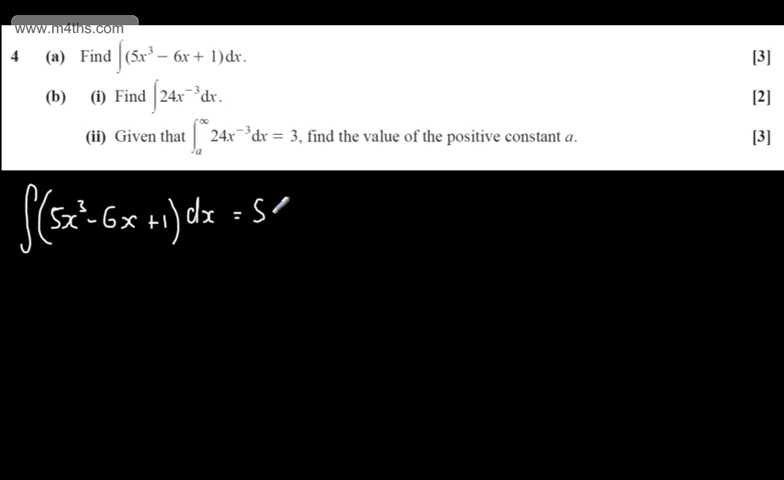 www.m4ths.com
4 (a) Find ∫(5x³ − 6x + 1)dx. [3]
(b) (i) Find ∫24x⁻³dx. [2]
(ii) Given that ∫ₐ^∞ 24x⁻³dx = 3, find the value of the positive constant a. [3]
∫(5x³ - 6x + 1) dx = 5